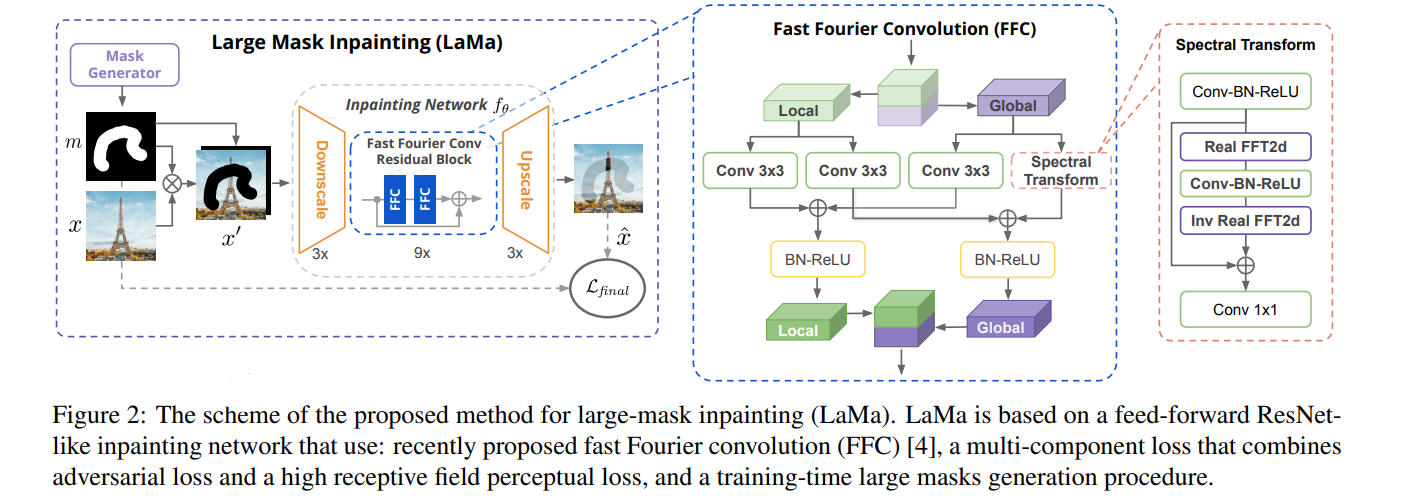 Large Mask Inpainting (LaMa)
Mask
Generator
m
x
x′
Inpainting Network fθ
Downscale
3x
Fast Fourier Conv
Residual Block
FFC
FFC
9x
Upscale
3x
x̂
ℒfinal
Fast Fourier Convolution (FFC)
Local
Global
Conv 3x3
Conv 3x3
Conv 3x3
Spectral
Transform
BN-ReLU
BN-ReLU
Local
Global
Spectral Transform
Conv-BN-ReLU
Real FFT2d
Conv-BN-ReLU
Inv Real FFT2d
Conv 1x1
Figure 2: The scheme of the proposed method for large-mask inpainting (LaMa). LaMa is based on a feed-forward ResNet-
like inpainting network that use: recently proposed fast Fourier convolution (FFC) [4], a multi-component loss that combines
adversarial loss and a high receptive field perceptual loss, and a training-time large masks generation procedure.